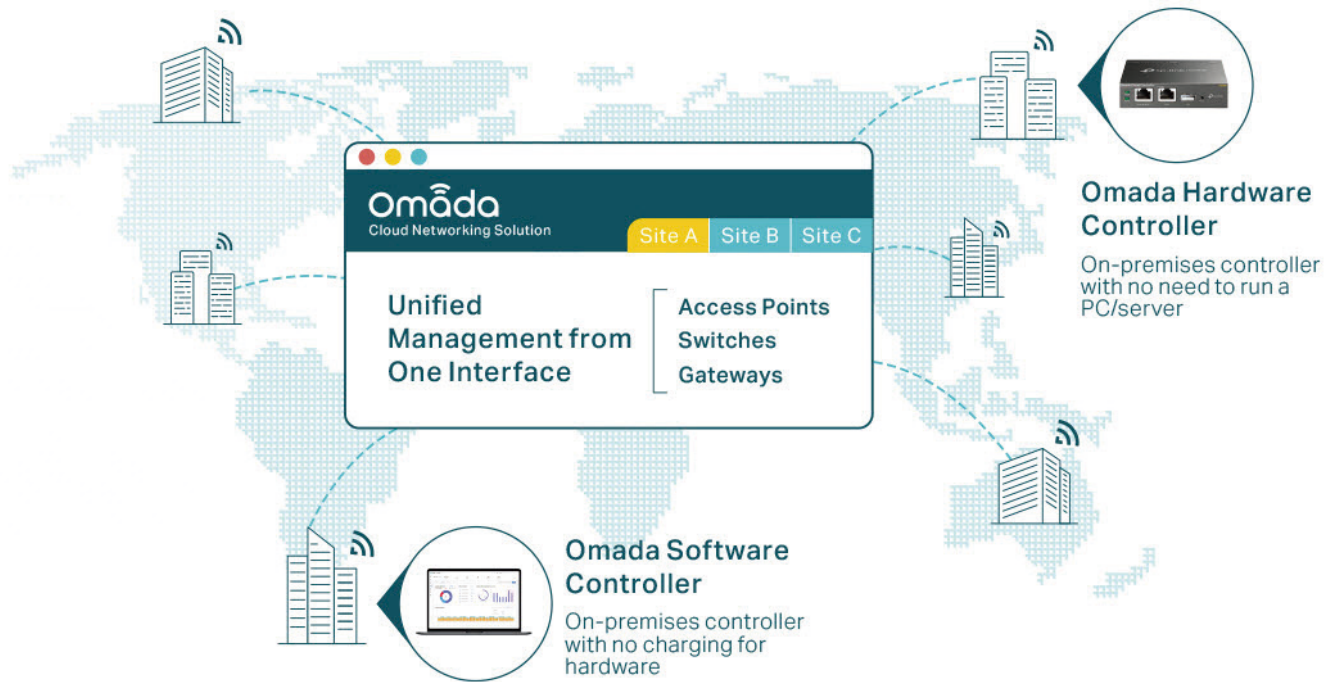 Omada
Cloud Networking Solution
Site A
Site B
Site C
Unified
Management from
One Interface
Access Points
Switches
Gateways
Omada Hardware
Controller
On-premises controller
with no need to run a
PC/server
Omada Software
Controller
On-premises controller
with no charging for
hardware